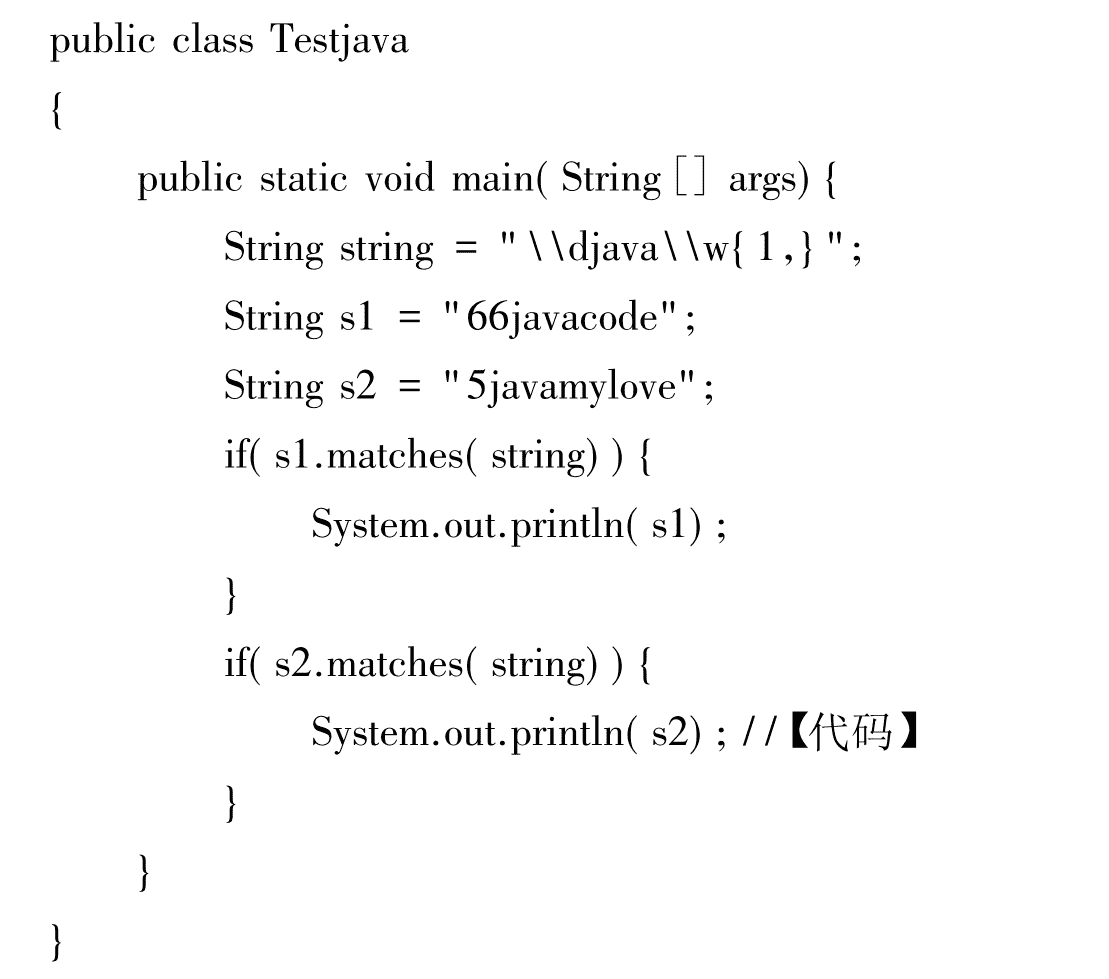 public class Testjava
{
public static void main( String [] args) {
String string = "\\djava\\w{ 1,} ";
String s1 = "66javacode";
String s2 = "5javamylove";
if( s1.matches( string) ) {
System.out.println( s1) ;
}
if( s2.matches( string) ) {
System.out.println( s2) ; //【代码】
}
}
}